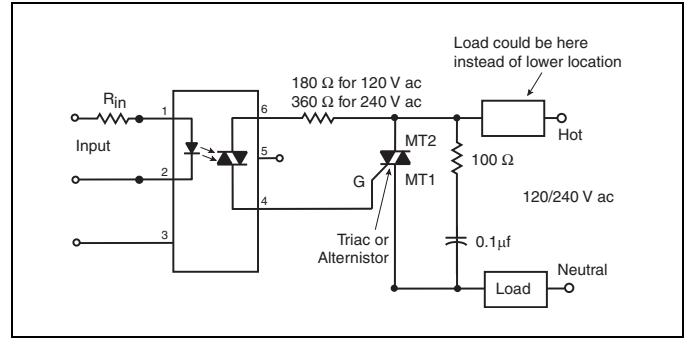 Load could be here
instead of lower location
180 Ω for 120 V ac
360 Ω for 240 V ac
Rin
1
6
Hot
Input
MT2
100 Ω
5
2
G
MT1
4
120/240 V ac
3
Triac or
Alternistor
0.1µf
Neutral
Load